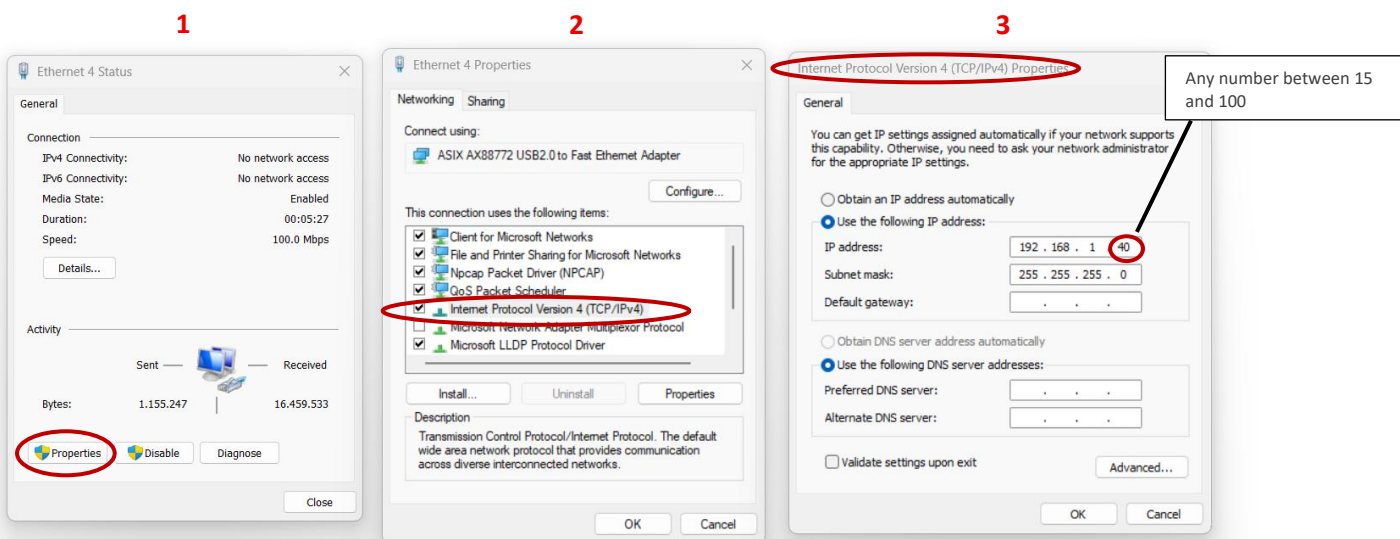 1
2
3
Ethernet 4 Status
General
Connection
IPv4 Connectivity: No network access
IPv6 Connectivity: No network access
Media State: Enabled
Duration: 00:05:27
Speed: 100.0 Mbps
Details...
Activity
Sent — — Received
Bytes: 1.155.247 16.459.533
Properties Disable Diagnose
Close
Ethernet 4 Properties
Networking Sharing
Connect using:
ASIX AX88772 USB2.0 to Fast Ethernet Adapter
Configure...
This connection uses the following items:
Client for Microsoft Networks
File and Printer Sharing for Microsoft Networks
Npcap Packet Driver (NPCAP)
QoS Packet Scheduler
Internet Protocol Version 4 (TCP/IPv4)
Microsoft Network Adapter Multiplexor Protocol
Microsoft LLDP Protocol Driver
Install... Uninstall Properties
Description
Transmission Control Protocol/Internet Protocol. The default
wide area network protocol that provides communication
across diverse interconnected networks.
OK Cancel
Internet Protocol Version 4 (TCP/IPv4) Properties
Any number between 15
and 100
General
You can get IP settings assigned automatically if your network supports
this capability. Otherwise, you need to ask your network administrator
for the appropriate IP settings.
Obtain an IP address automatically
Use the following IP address:
IP address: 192 . 168 . 1 . 40
Subnet mask: 255 . 255 . 255 . 0
Default gateway: . . .
Obtain DNS server address automatically
Use the following DNS server addresses:
Preferred DNS server: . . .
Alternate DNS server: . . .
Validate settings upon exit
Advanced...
OK Cancel